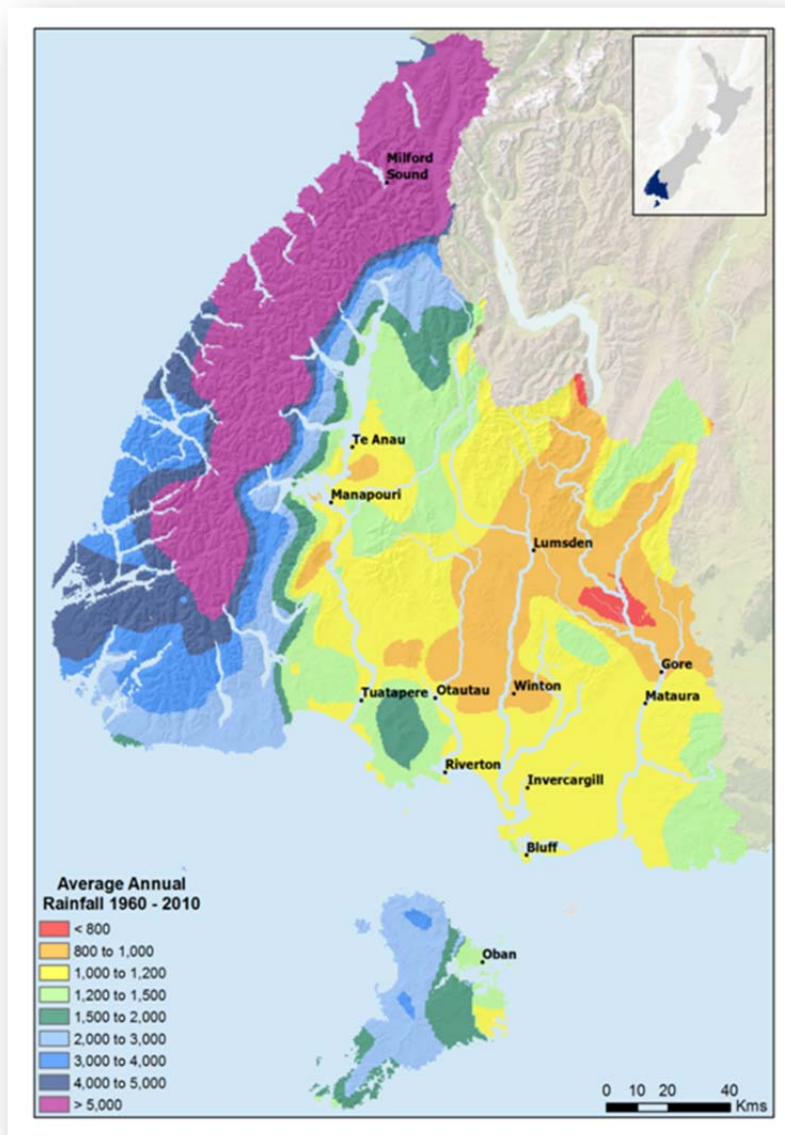 Milford
Sound
Te Anau
Manapouri
Lumsden
Gore
Tuatapere
Otautau
Winton
Mataura
Riverton
Invercargill
Bluff
Oban
Average Annual
Rainfall 1960 - 2010
< 800
800 to 1,000
1,000 to 1,200
1,200 to 1,500
1,500 to 2,000
2,000 to 3,000
3,000 to 4,000
4,000 to 5,000
> 5,000
0 10 20 40
Kms